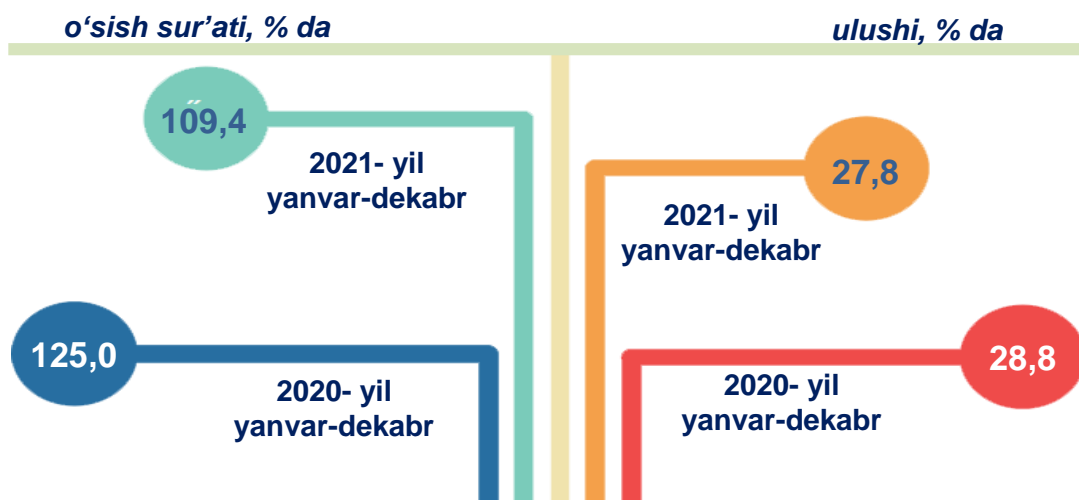 o‘sish sur’ati, % da
ulushi, % da
109,4
2021- yil
yanvar-dekabr
27,8
2021- yil
yanvar-dekabr
125,0
2020- yil
yanvar-dekabr
28,8
2020- yil
yanvar-dekabr